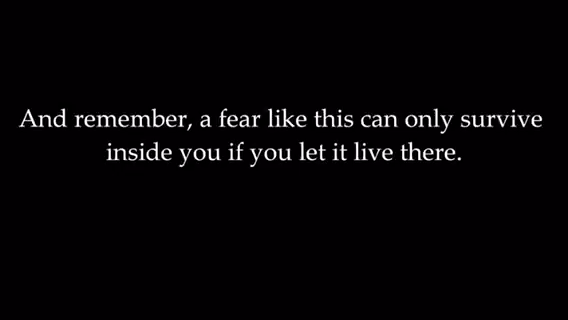 And remember, a fear like this can only survive
inside you if you let it live there.